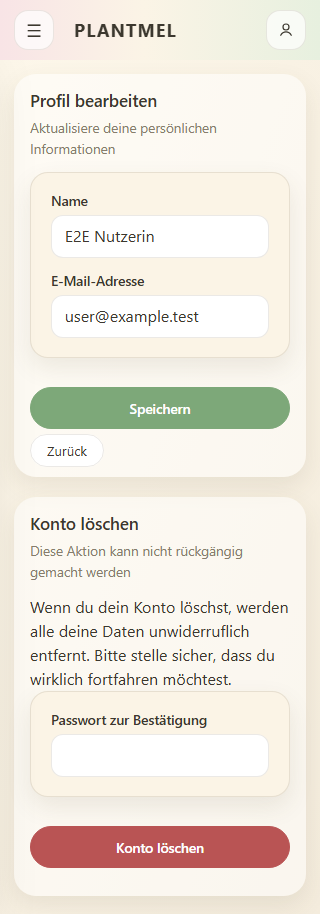 PLANTMEL
Profil bearbeiten
Aktualisiere deine persönlichen
Informationen
Name
E2E Nutzerin
E-Mail-Adresse
user@example.test
Speichern
Zurück
Konto löschen
Diese Aktion kann nicht rückgängig
gemacht werden
Wenn du dein Konto löschst, werden
alle deine Daten unwiderruflich
entfernt. Bitte stelle sicher, dass du
wirklich fortfahren möchtest.
Passwort zur Bestätigung
Konto löschen